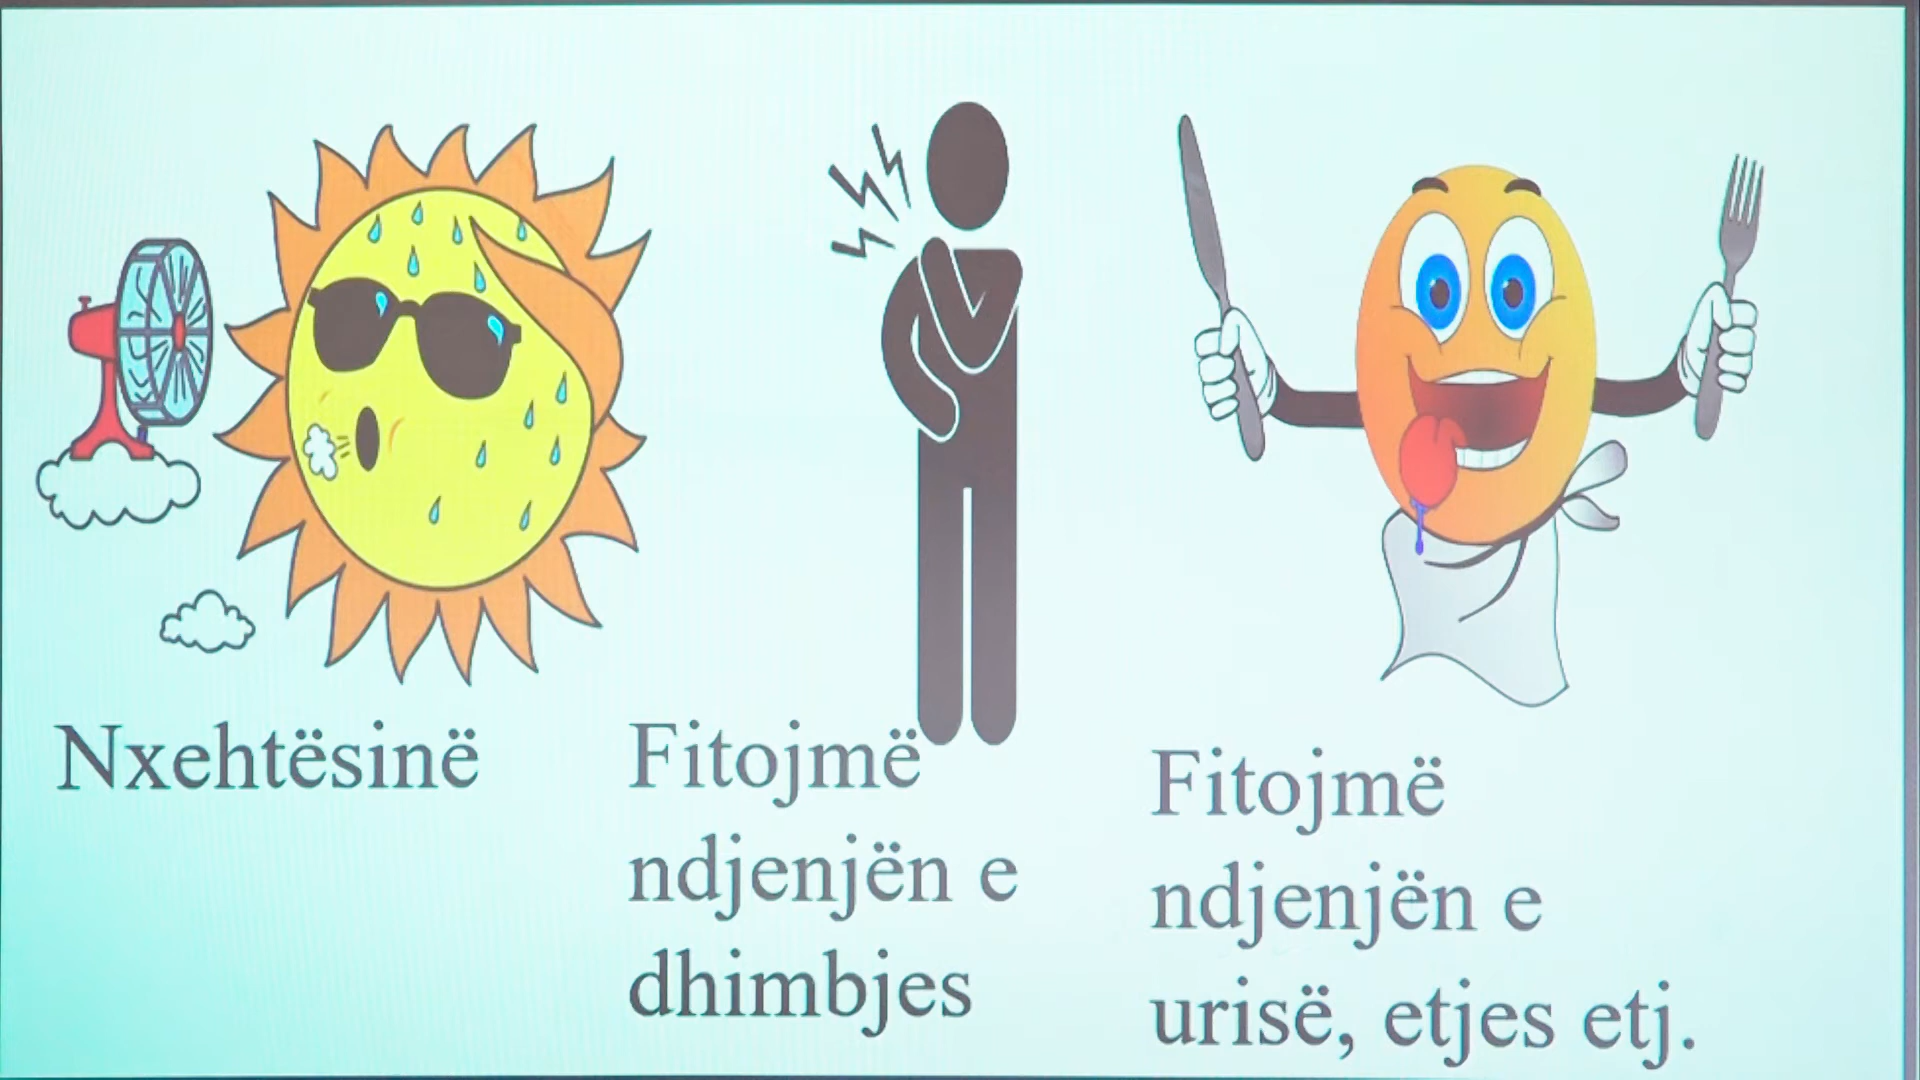 Nxehtësinë
Fitojmë
ndjenjën e
dhimbjes
Fitojmë
ndjenjën e
urisë, etjes etj.